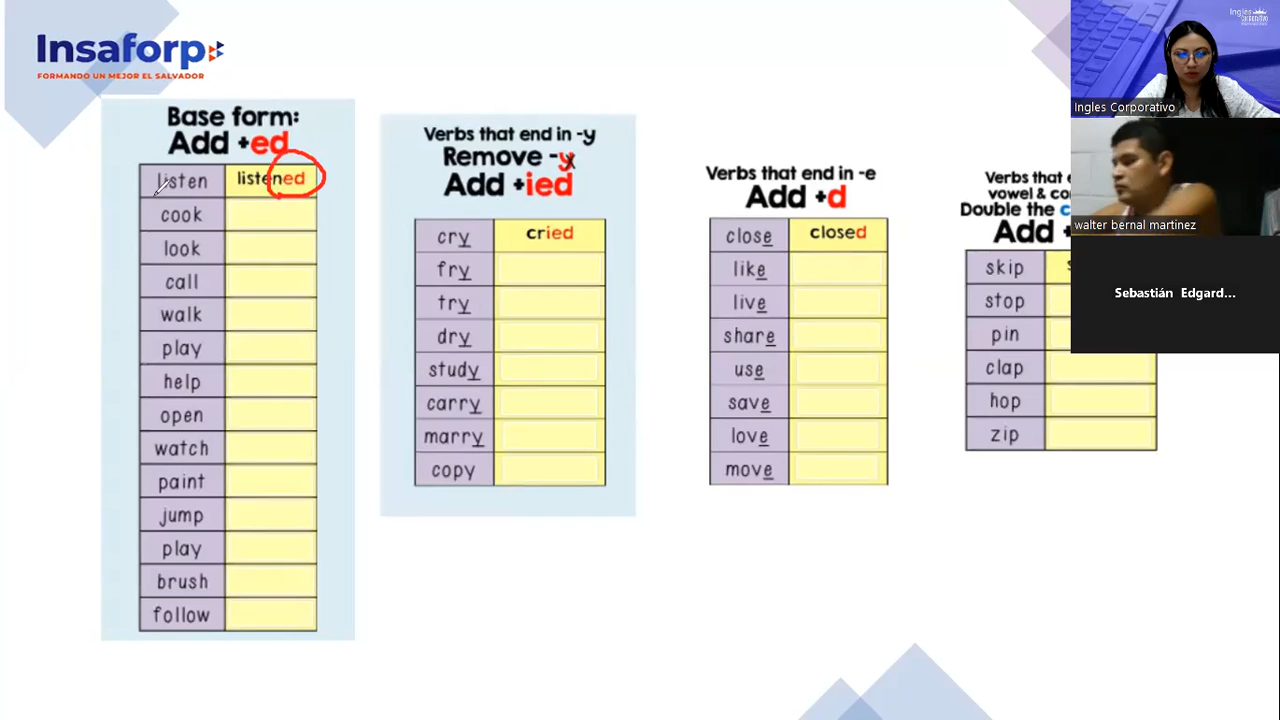 Insaforp
FORMANDO UN MEJOR EL SALVADOR
Base form:
Add +ed
listen listened
cook
look
call
walk
play
help
open
watch
paint
jump
play
brush
follow
Verbs that end in -y
Remove -y
Add +ied
cry cried
fry
try
dry
study
carry
marry
copy
Verbs that end in -e
Add +d
close closed
like
live
share
use
save
love
move
Verbs that e
vowel & co
Double the c
Add +
skip s
stop
pin
clap
hop
zip
Ingles
Corporativo
Ingles Corporativo
walter bernal martinez
Sebastián Edgard...